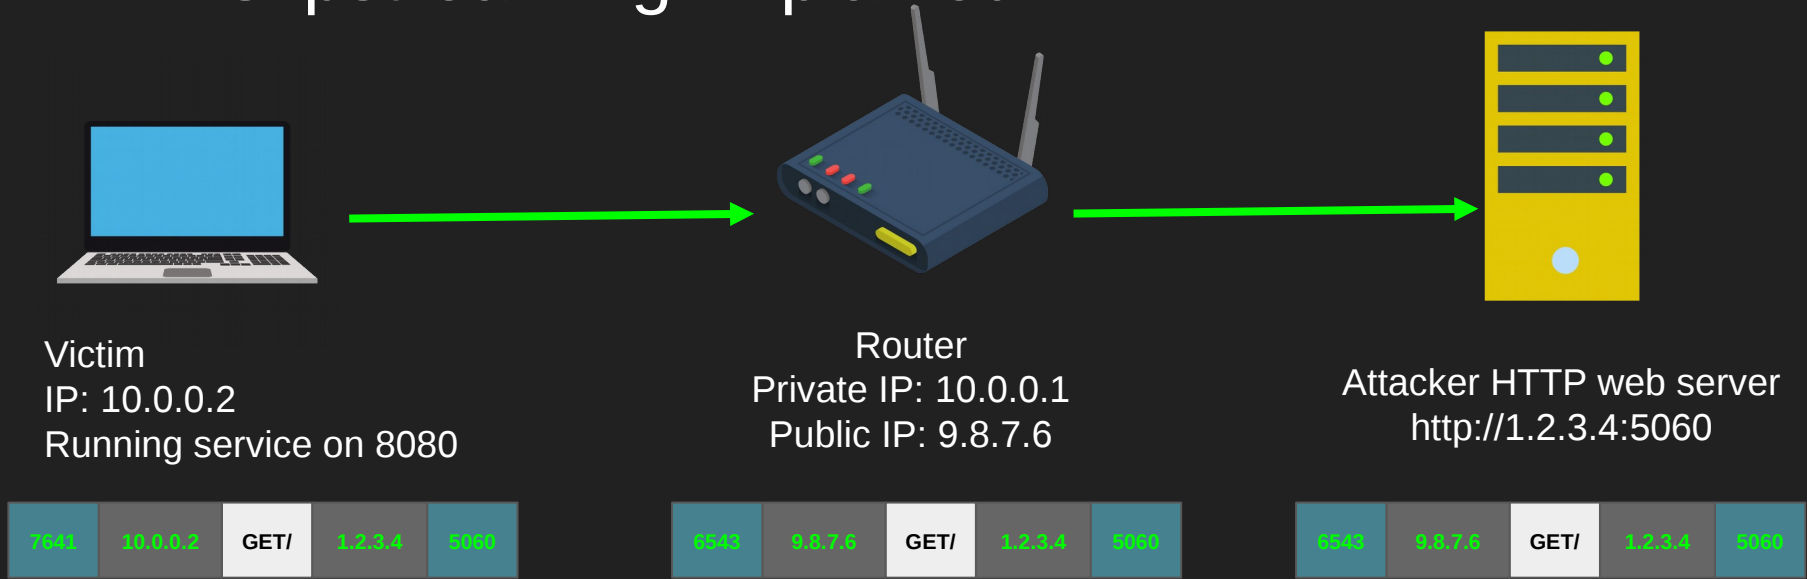 Victim
IP: 10.0.0.2
Running service on 8080
Router
Private IP: 10.0.0.1
Public IP: 9.8.7.6
Attacker HTTP web server
http://1.2.3.4:5060
7641 10.0.0.2 GET/ 1.2.3.4 5060
6543 9.8.7.6 GET/ 1.2.3.4 5060
6543 9.8.7.6 GET/ 1.2.3.4 5060